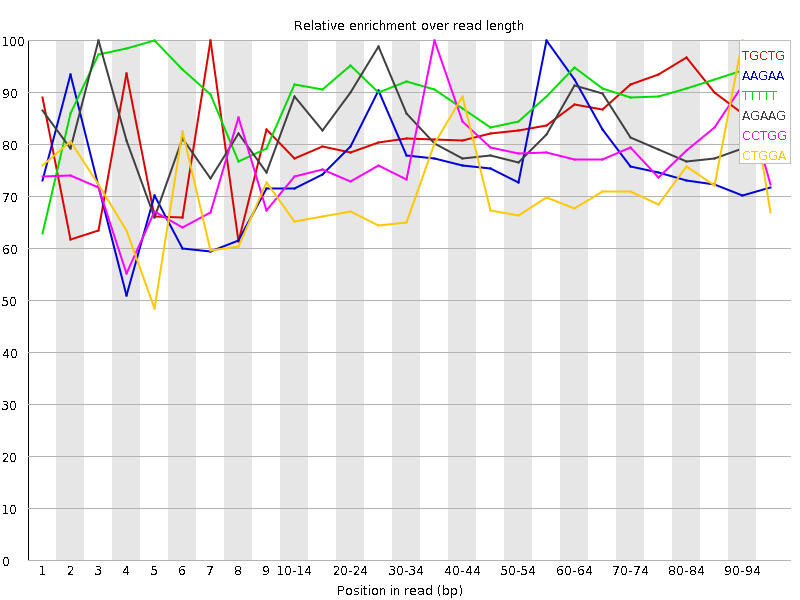 Relative enrichment over read length
100
90
80
70
60
50
40
30
20
10
0
TGCTG
AAGAA
TTTTT
AGAAG
CCTGG
CTGGA
1 2 3 4 5 6 7 8 9 10-14 20-24 30-34 40-44 50-54 60-64 70-74 80-84 90-94
Position in read (bp)